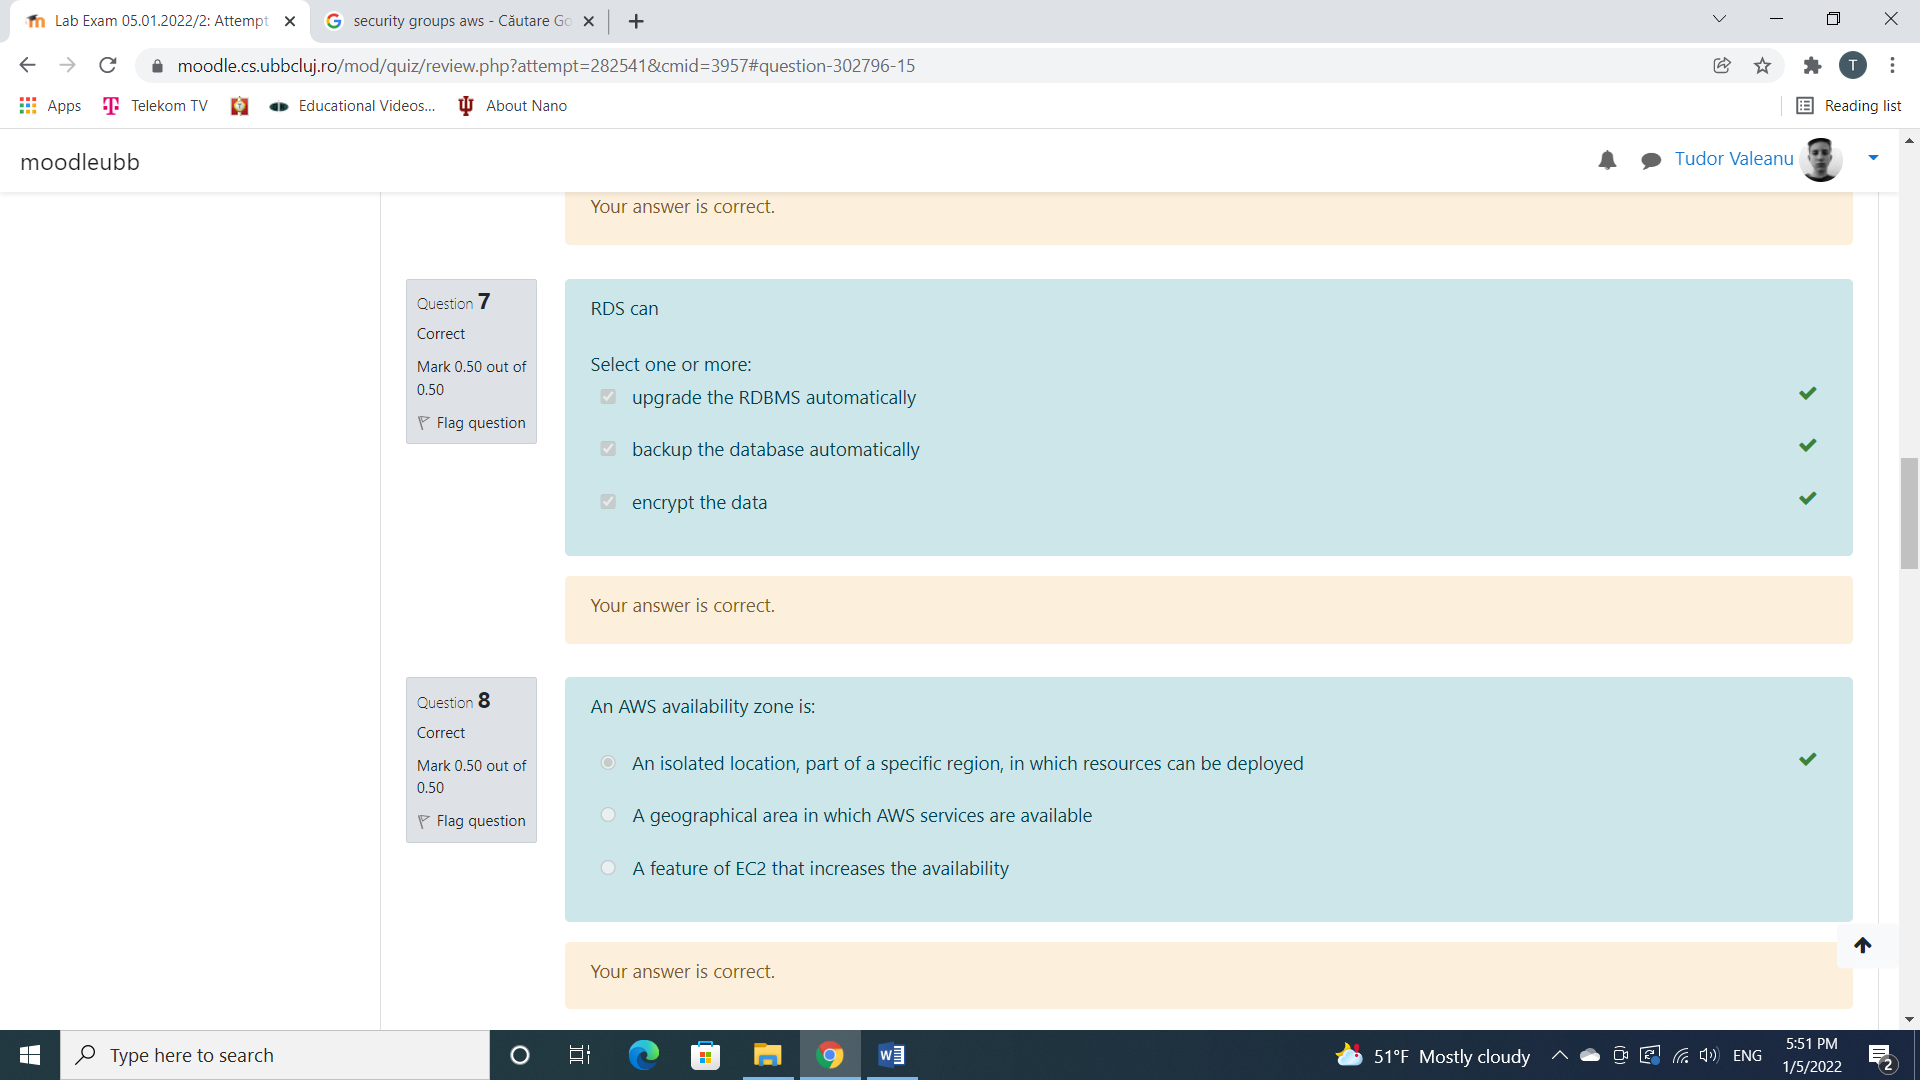 Lab Exam 05.01.2022/2: Attempt
security groups aws - Căutare Go
moodle.cs.ubbcluj.ro/mod/quiz/review.php?attempt=282541&cmid=3957#question-302796-15
T
Apps
Telekom TV
Educational Videos...
About Nano
Reading list
moodleubb
Tudor Valeanu
Your answer is correct.
Question 7
Correct
Mark 0.50 out of
0.50
Flag question
RDS can
Select one or more:
upgrade the RDBMS automatically
backup the database automatically
encrypt the data
Your answer is correct.
Question 8
Correct
Mark 0.50 out of
0.50
Flag question
An AWS availability zone is:
An isolated location, part of a specific region, in which resources can be deployed
A geographical area in which AWS services are available
A feature of EC2 that increases the availability
Your answer is correct.
Type here to search
51°F Mostly cloudy
ENG
5:51 PM
1/5/2022
2